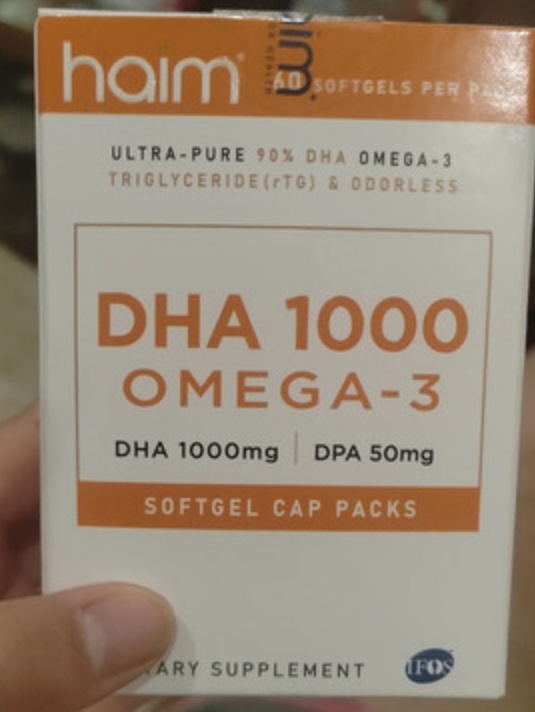 haim
60 SOFTGELS PER
ULTRA-PURE 90% DHA OMEGA-3
TRIGLYCERIDE(rTG) & ODORLESS
DHA 1000
OMEGA-3
DHA 1000mg | DPA 50mg
SOFTGEL CAP PACKS
SUPPLEMENT
IFOS